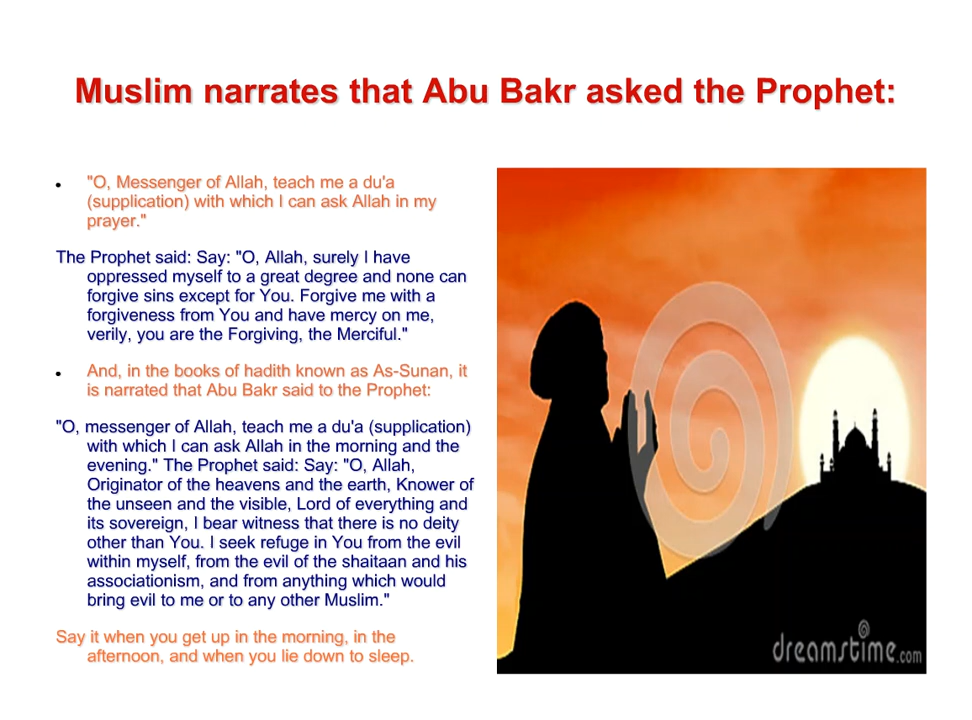 Muslim narrates that Abu Bakr asked the Prophet:
• "O, Messenger of Allah, teach me a du'a
(supplication) with which I can ask Allah in my
prayer."
The Prophet said: Say: "O, Allah, surely I have
oppressed myself to a great degree and none can
forgive sins except for You. Forgive me with a
forgiveness from You and have mercy on me,
verily, you are the Forgiving, the Merciful."
• And, in the books of hadith known as As-Sunan, it
is narrated that Abu Bakr said to the Prophet:
"O, messenger of Allah, teach me a du'a (supplication)
with which I can ask Allah in the morning and the
evening." The Prophet said: Say: "O, Allah,
Originator of the heavens and the earth, Knower of
the unseen and the visible, Lord of everything and
its sovereign, I bear witness that there is no deity
other than You. I seek refuge in You from the evil
within myself, from the evil of the shaitaan and his
associationism, and from anything which would
bring evil to me or to any other Muslim."
Say it when you get up in the morning, in the
afternoon, and when you lie down to sleep.
dreamstime.com